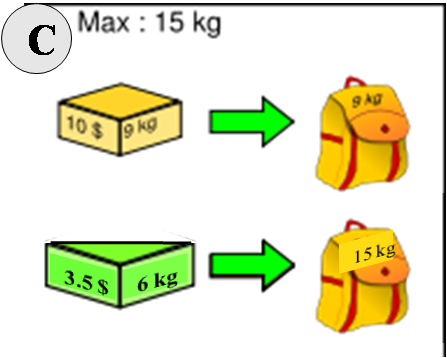 C
Max : 15 kg
10 $ 9 kg
9 kg
3.5 $ 6 kg
15 kg